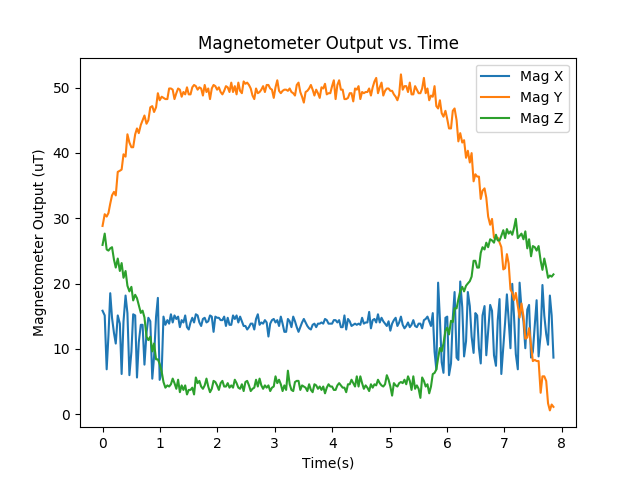 Magnetometer Output vs. Time
Mag X
Mag Y
Mag Z
Magnetometer Output (uT)
50
40
30
20
10
0
0 1 2 3 4 5 6 7 8
Time(s)